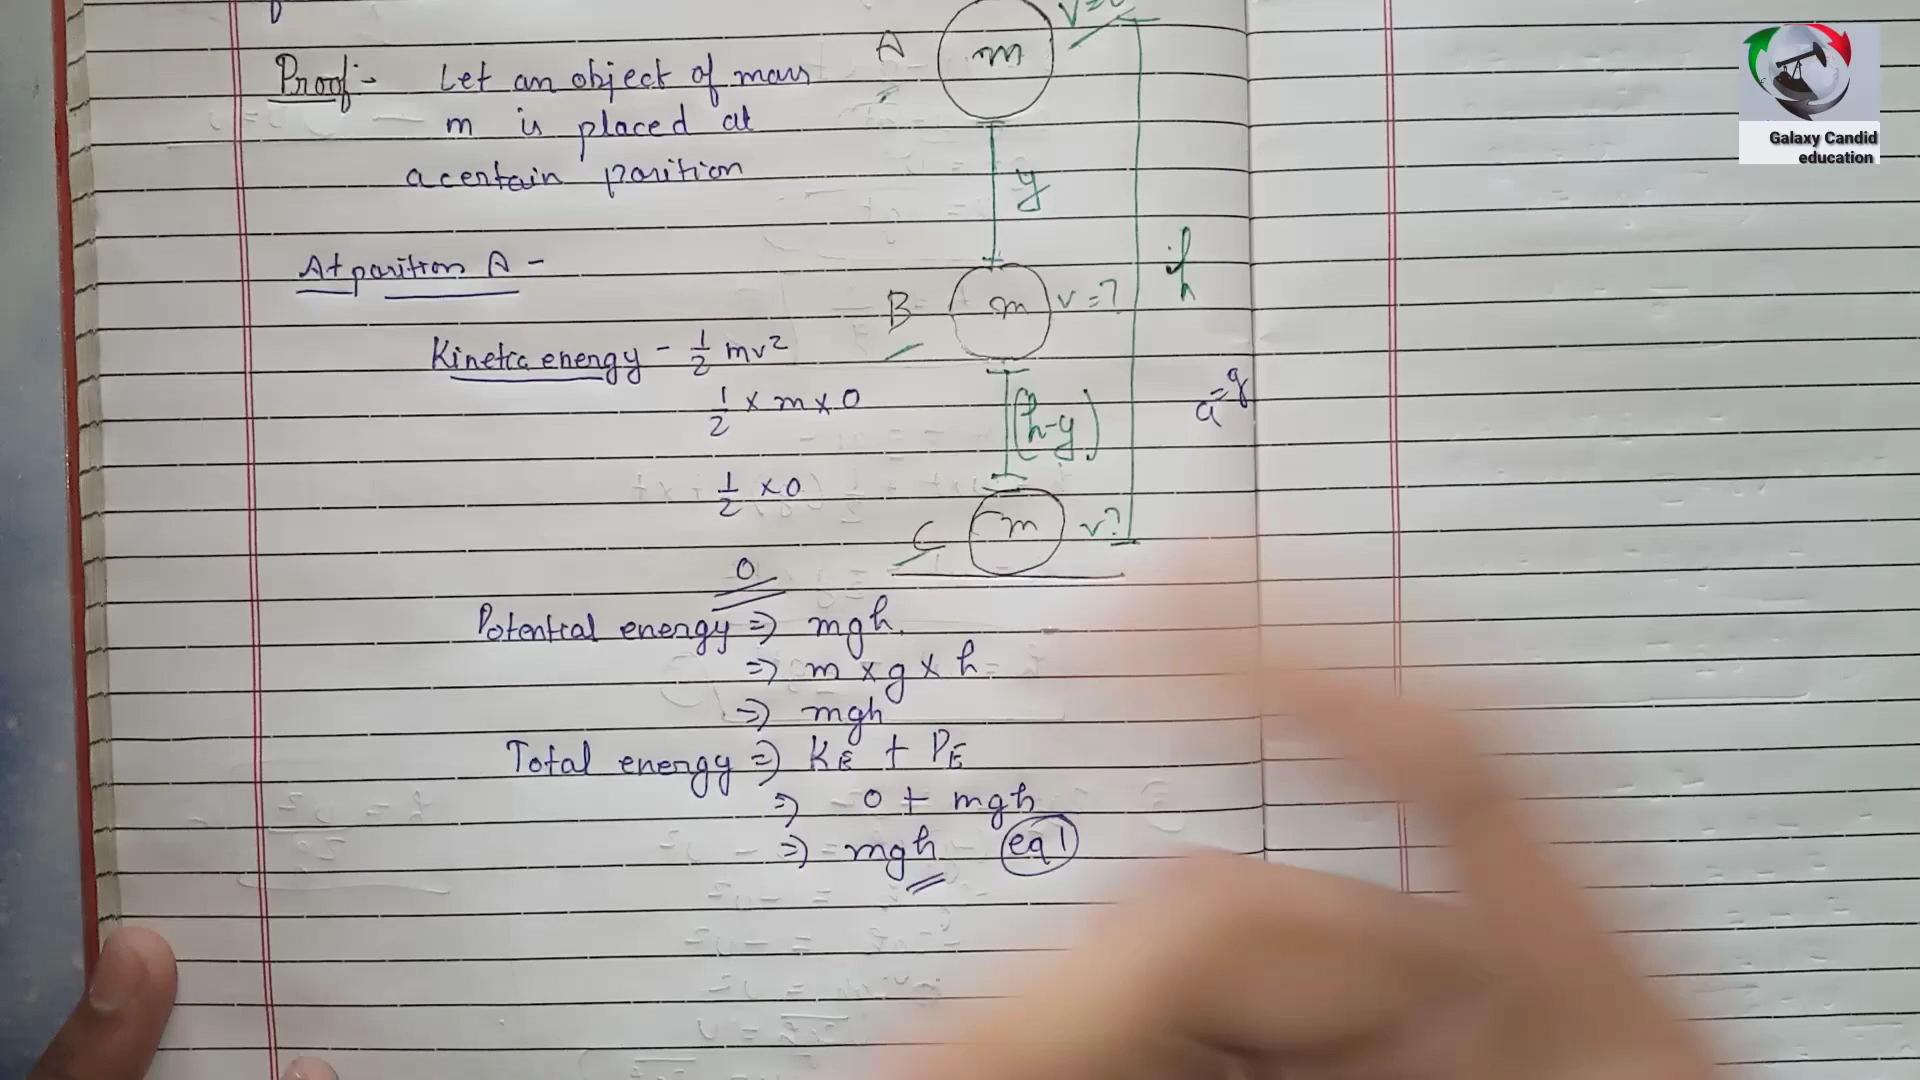 Proof:- Let an object of mass
m is placed at
a certain position
A
m
v=0
y
h
At position A -
B
m
v=?
Kinetic energy - 1/2 mv²
1/2 × m × 0
(h-y)
a=g
1/2 × 0
C
m
v?
0
Potential energy ⇒ mgh
⇒ m × g × h
⇒ mgh
Total energy ⇒ KE + PE
⇒ 0 + mgh
⇒ mgh eq 1
Galaxy Candid
education